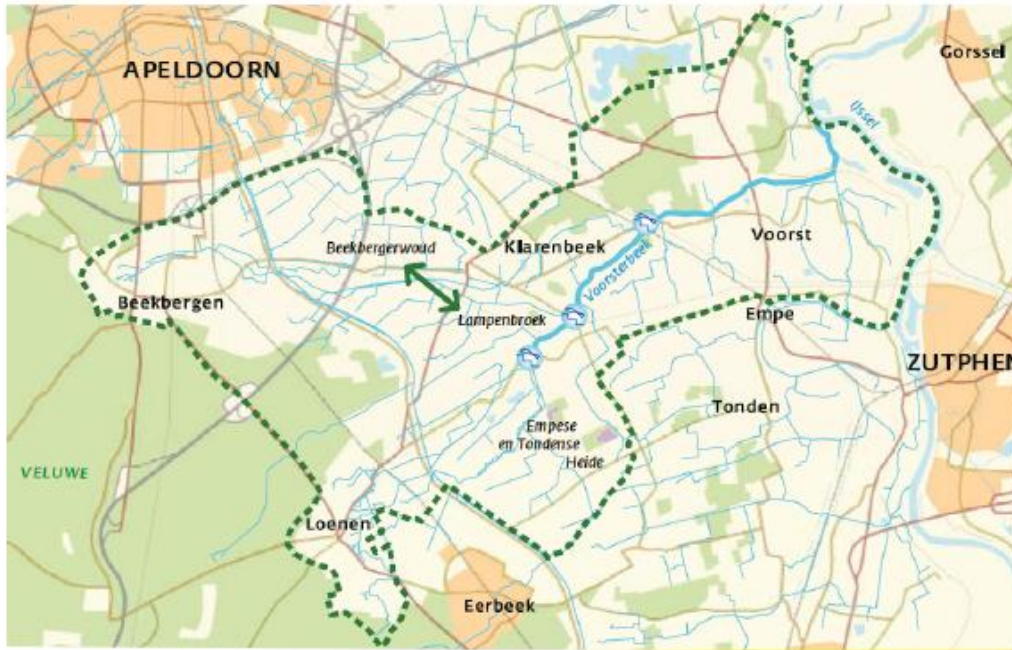 APELDOORN
Gorssel
IJssel
Beekbergerwoud
Klarenbeek
Voorst
Voorsterbeek
Beekbergen
Lampenbroek
Empe
ZUTPHEN
Tonden
Empese
en Tondense
Heide
VELUWE
Loenen
Eerbeek